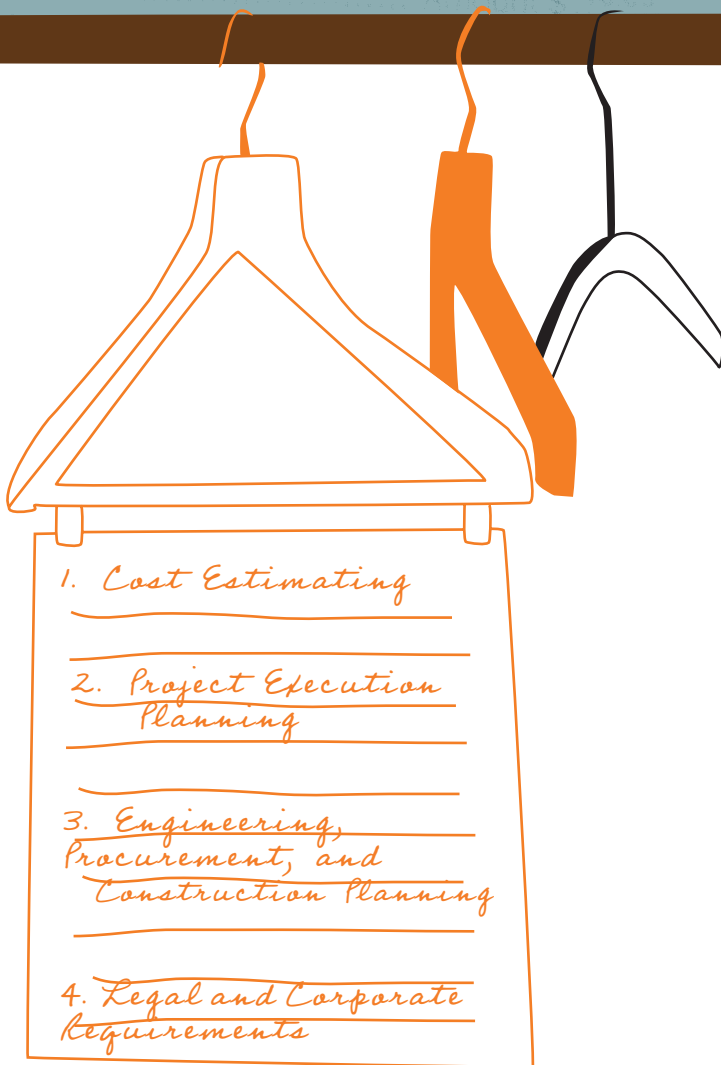 1. Cost Estimating
2. Project Execution
Planning
3. Engineering,
Procurement, and
Construction Planning
4. Legal and Corporate
Requirements